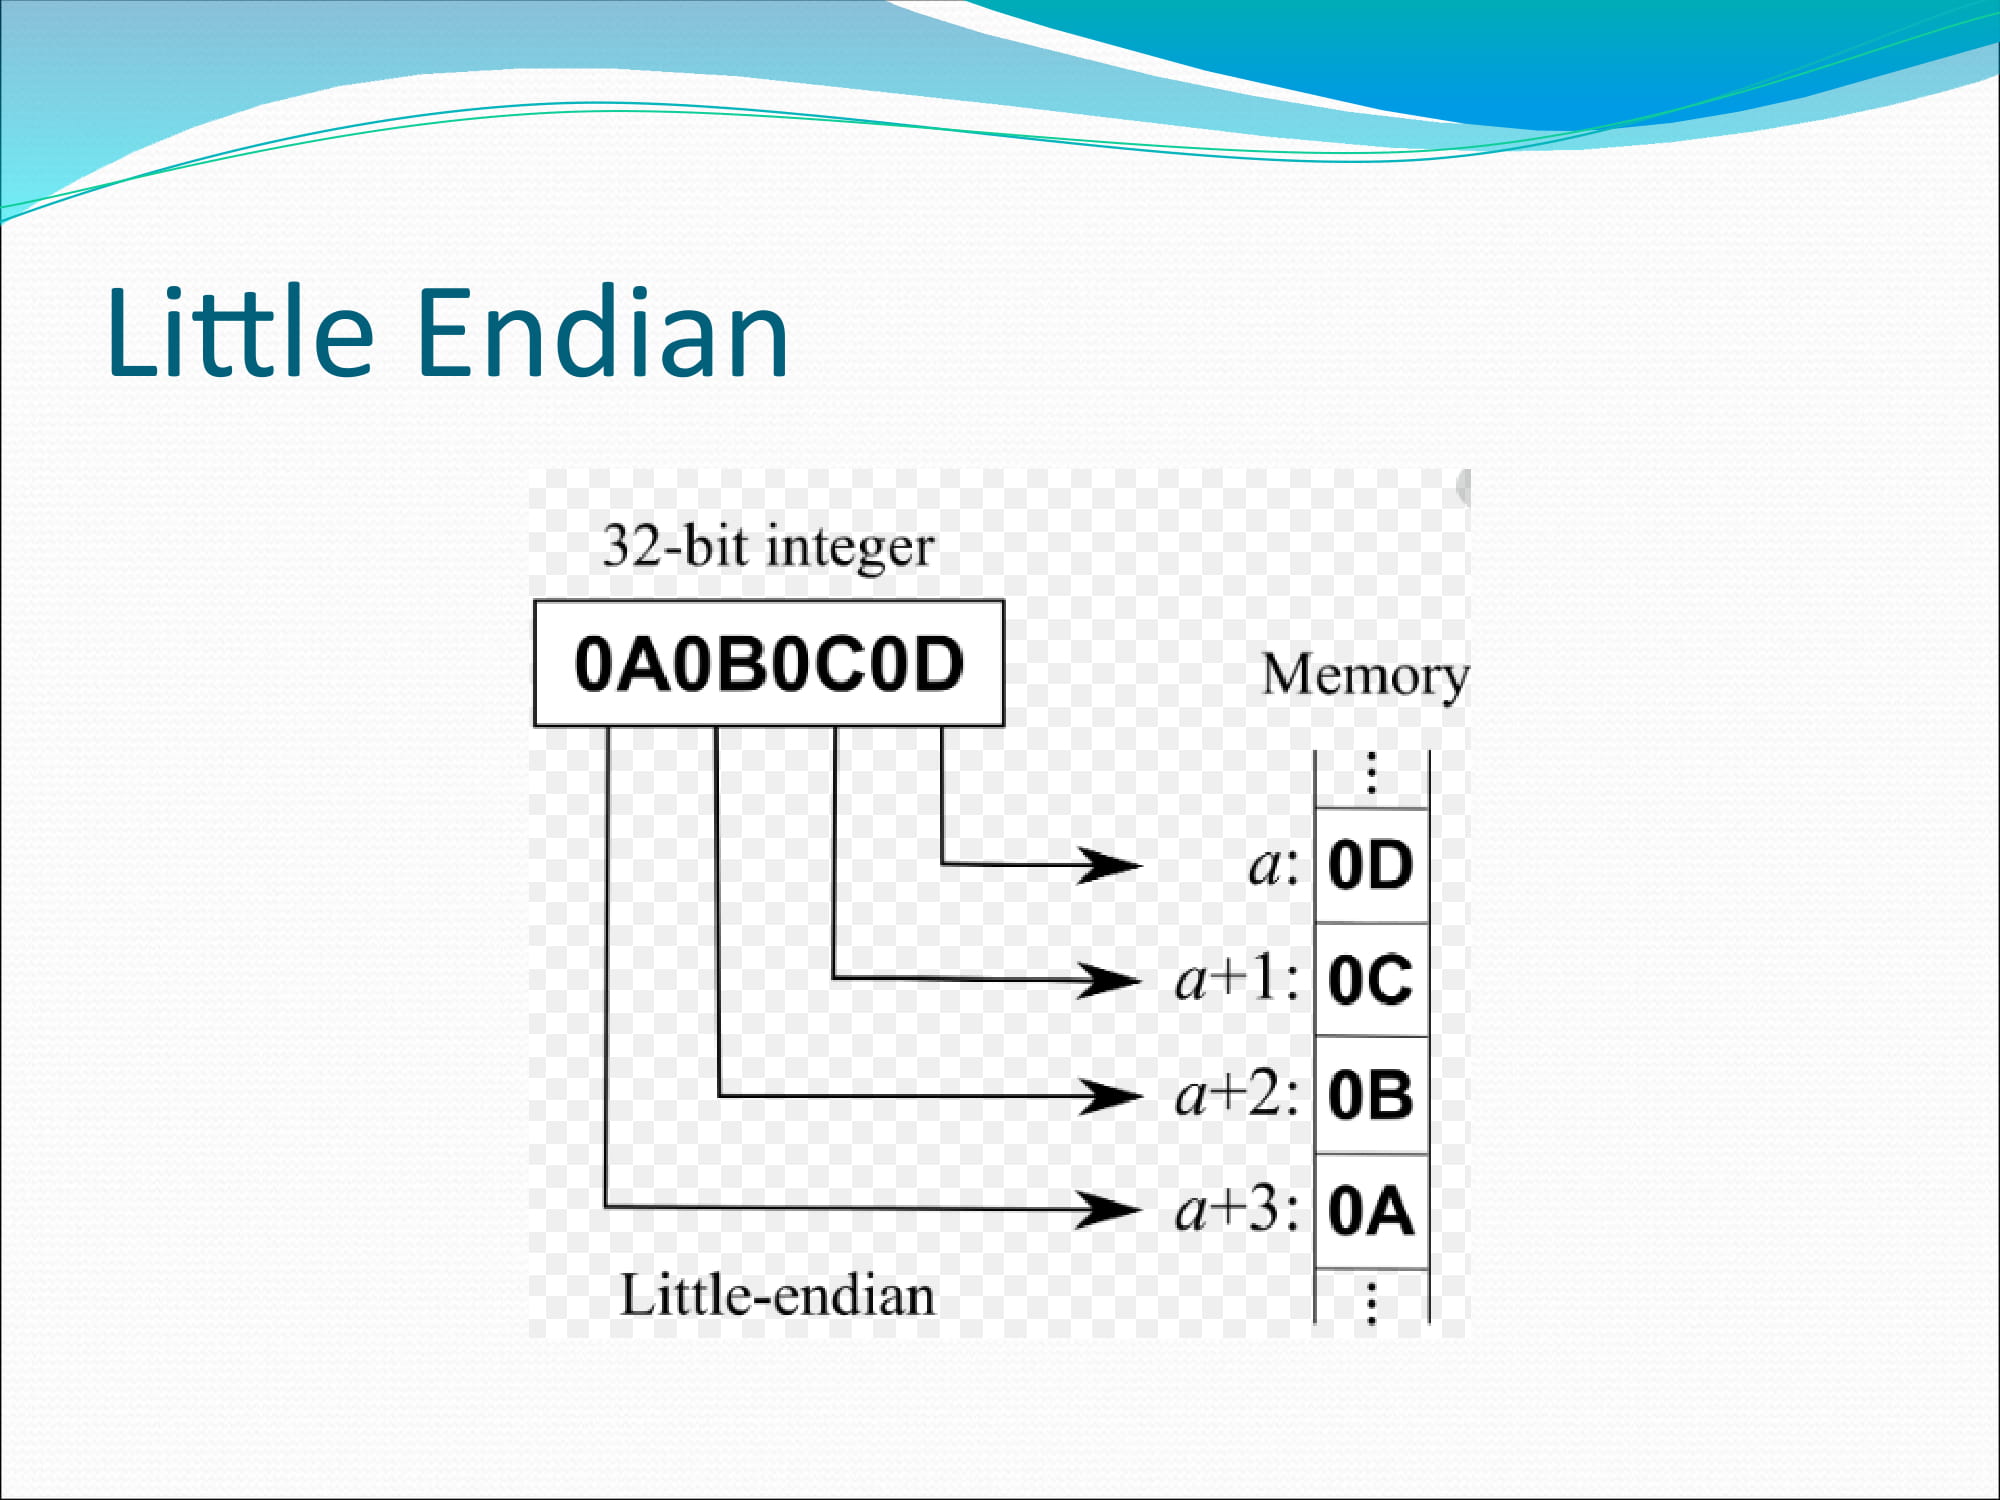 Little Endian
32-bit integer
0A0B0C0D
Memory
a: 0D
a+1: 0C
a+2: 0B
a+3: 0A
Little-endian